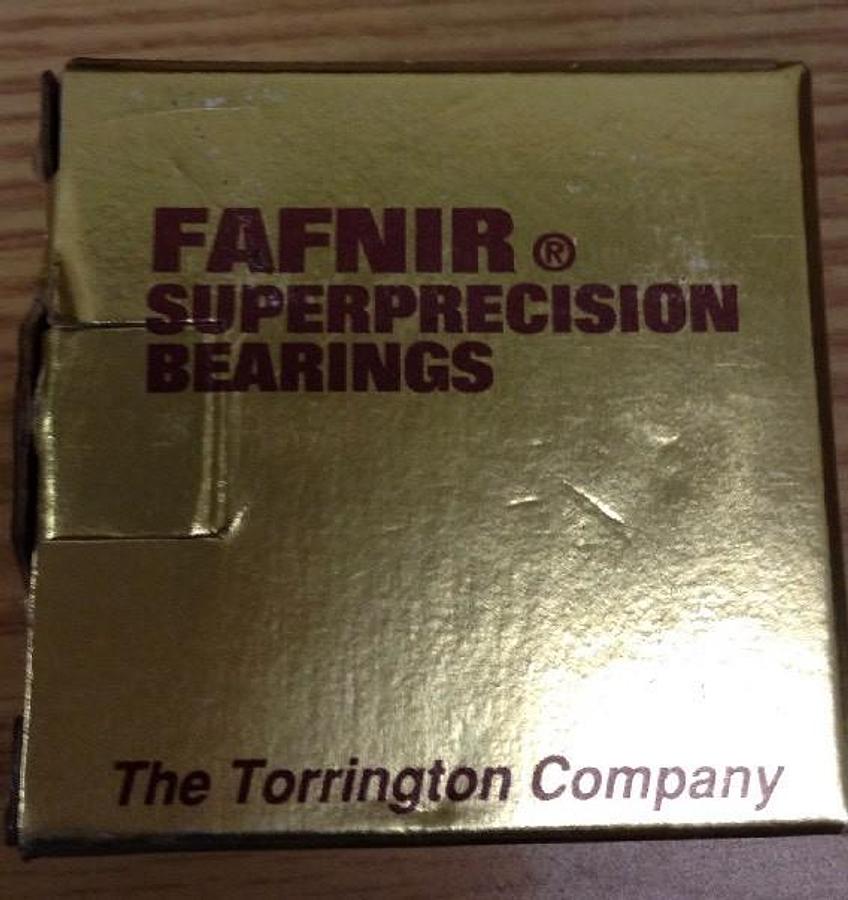 FAFNIR ®
SUPERPRECISION
BEARINGS
The Torrington Company